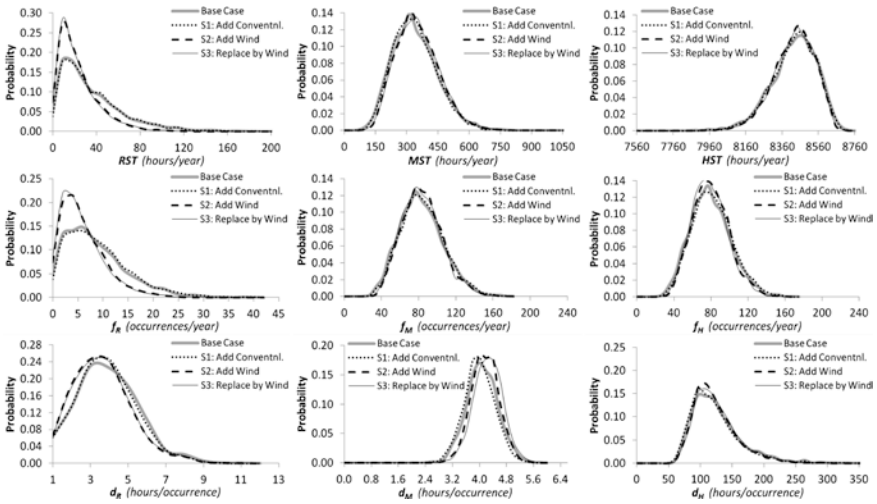 Base Case
S1: Add Conventnl.
S2: Add Wind
S3: Replace by Wind
Probability
0.30
0.25
0.20
0.15
0.10
0.05
0.00
0 40 80 120 160 200
RST (hours/year)
Base Case
S1: Add Conventnl.
S2: Add Wind
S3: Replace by Wind
Probability
0.14
0.12
0.10
0.08
0.06
0.04
0.02
0.00
0 150 300 450 600 750 900 1050
MST (hours/year)
Base Case
S1: Add Conventnl.
S2: Add Wind
S3: Replace by Wind
Probability
0.14
0.12
0.10
0.08
0.06
0.04
0.02
0.00
7560 7760 7960 8160 8360 8560 8760
HST (hours/year)
Base Case
S1: Add Conventnl.
S2: Add Wind
S3: Replace by Wind
Probability
0.25
0.20
0.15
0.10
0.05
0.00
0 5 10 15 20 25 30 35 40 45
f_R (occurrences/year)
Base Case
S1: Add Conventnl.
S2: Add Wind
S3: Replace by Wind
Probability
0.14
0.12
0.10
0.08
0.06
0.04
0.02
0.00
0 40 80 120 160 200 240
f_M (occurrences/year)
Base Case
S1: Add Conventnl.
S2: Add Wind
S3: Replace by Windl
Probability
0.14
0.12
0.10
0.08
0.06
0.04
0.02
0.00
0 40 80 120 160 200 240
f_H (occurrences/year)
Base Case
S1: Add Conventnl.
S2: Add Wind
S3: Replace by Wind
Probability
0.28
0.24
0.20
0.16
0.12
0.08
0.04
0.00
1 3 5 7 9 11 13
d_R (hours/occurrence)
Base Case
S1: Add Conventnl.
S2: Add Wind
S3: Replace by Wind
Probability
0.20
0.15
0.10
0.05
0.00
0.0 0.8 1.6 2.4 3.2 4.0 4.8 5.6 6.4
d_M (hours/occurrence)
Base Case
S1: Add Conventnl.
S2: Add Wind
S3: Replace by Wind
Probability
0.20
0.15
0.10
0.05
0.00
0 50 100 150 200 250 300 350
d_H (hours/occurrence)